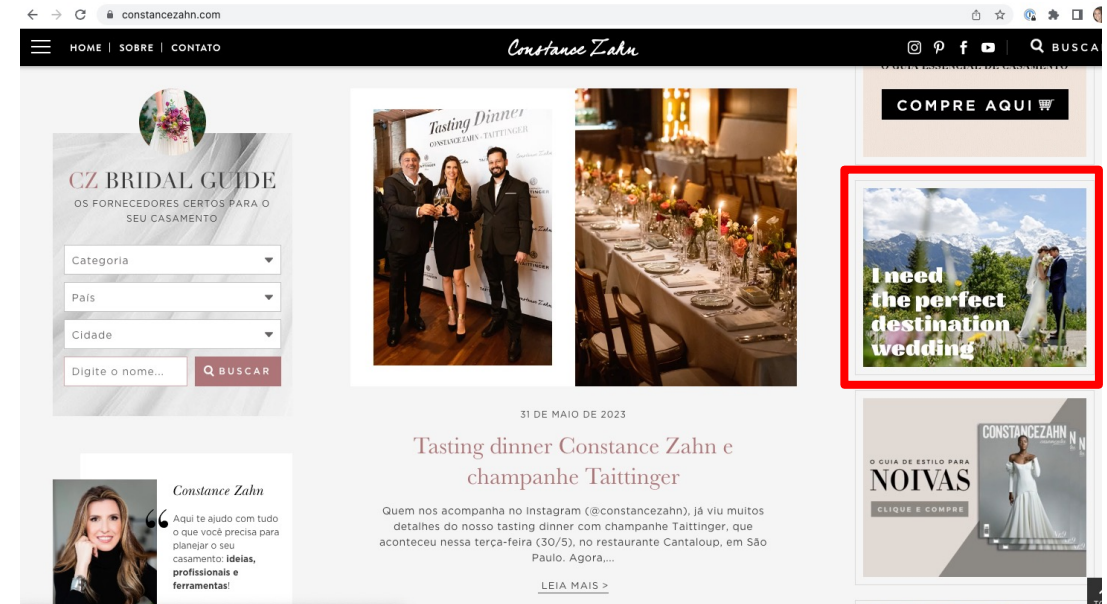 constancezahn.com
HOME | SOBRE | CONTATO
Constance Zahn
BUSCA
O GUIA ESSENCIAL DE CASAMENTO
COMPRE AQUI
CZ BRIDAL GUIDE
OS FORNECEDORES CERTOS PARA O
SEU CASAMENTO
Categoria
País
Cidade
Digite o nome...
BUSCAR
Constance Zahn
Aqui te ajudo com tudo
o que você precisa para
planejar o seu
casamento: ideias,
profissionais e
ferramentas!
Tasting Dinner
CONSTANCE ZAHN + TAITTINGER
31 DE MAIO DE 2023
Tasting dinner Constance Zahn e
champanhe Taittinger
Quem nos acompanha no Instagram (@constancezahn), já viu muitos
detalhes do nosso tasting dinner com champanhe Taittinger, que
aconteceu nessa terça-feira (30/5), no restaurante Cantaloup, em São
Paulo. Agora,...
LEIA MAIS >
I need
the perfect
destination
wedding
O GUIA DE ESTILO PARA
NOIVAS
CLIQUE E COMPRE
CONSTANCEZAHN